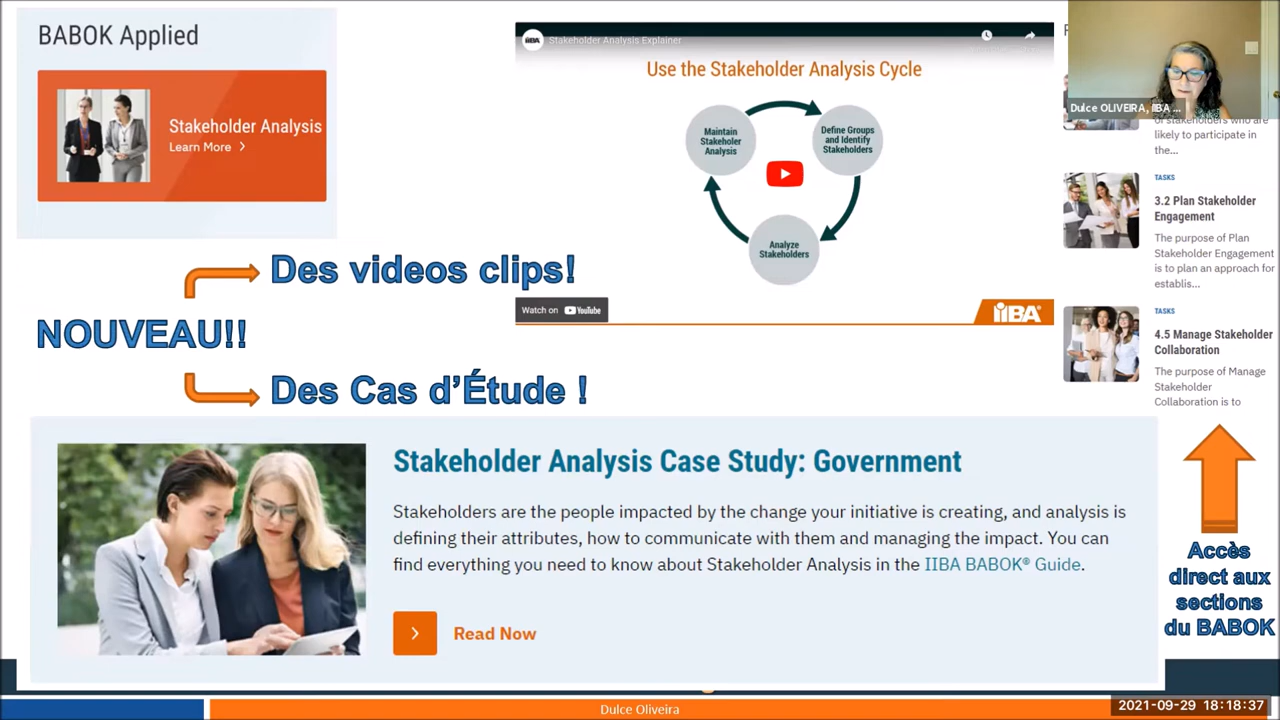 BABOK Applied
Stakeholder Analysis
Learn More
IIBA
Stakeholder Analysis Explainer
Use the Stakeholder Analysis Cycle
Maintain
Stakeholer
Analysis
Define Groups
and Identify
Stakeholders
Analyze
Stakeholders
Watch on YouTube
IIBA
Dulce OLIVEIRA, IIBA ...
of stakeholders who are
likely to participate in
the...
TASKS
3.2 Plan Stakeholder
Engagement
The purpose of Plan
Stakeholder Engagement
is to plan an approach for
establis...
TASKS
4.5 Manage Stakeholder
Collaboration
The purpose of Manage
Stakeholder
Collaboration is to
Des videos clips!
NOUVEAU!!
Des Cas d’Étude !
Stakeholder Analysis Case Study: Government
Stakeholders are the people impacted by the change your initiative is creating, and analysis is
defining their attributes, how to communicate with them and managing the impact. You can
find everything you need to know about Stakeholder Analysis in the IIBA BABOK® Guide.
Read Now
Accès
direct aux
sections
du BABOK
Dulce Oliveira
2021-09-29 18:18:37